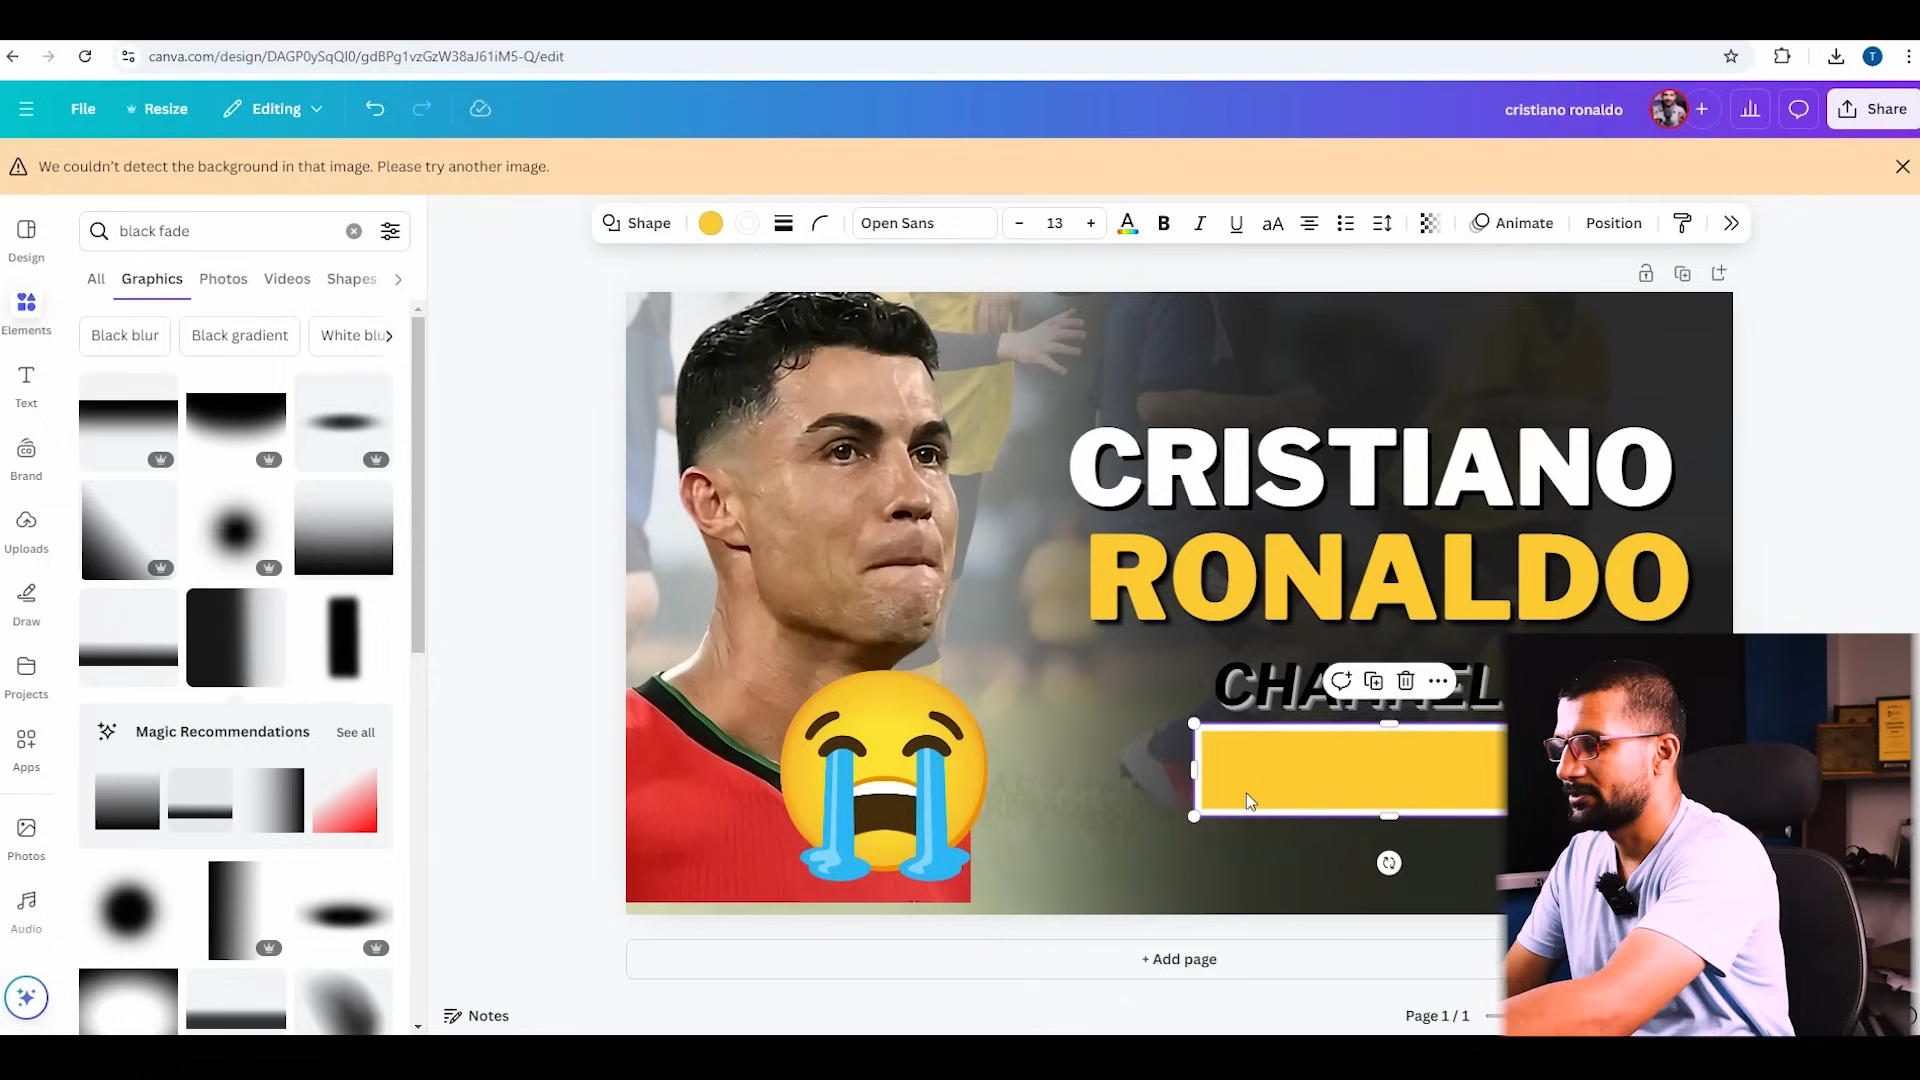 canva.com/design/DAGP0ySqQI0/gdBPg1vzGzW38aJ61iM5-Q/edit
T
File
Resize
Editing
cristiano ronaldo
Share
We couldn't detect the background in that image. Please try another image.
Design
Elements
Text
Brand
Uploads
Draw
Projects
Apps
Photos
Audio
black fade
All
Graphics
Photos
Videos
Shapes
Black blur
Black gradient
White blu
Magic Recommendations
See all
Shape
Open Sans
– 13 +
A
B
I
U
aA
Animate
Position
CRISTIANO
RONALDO
+ Add page
Notes
Page 1 / 1